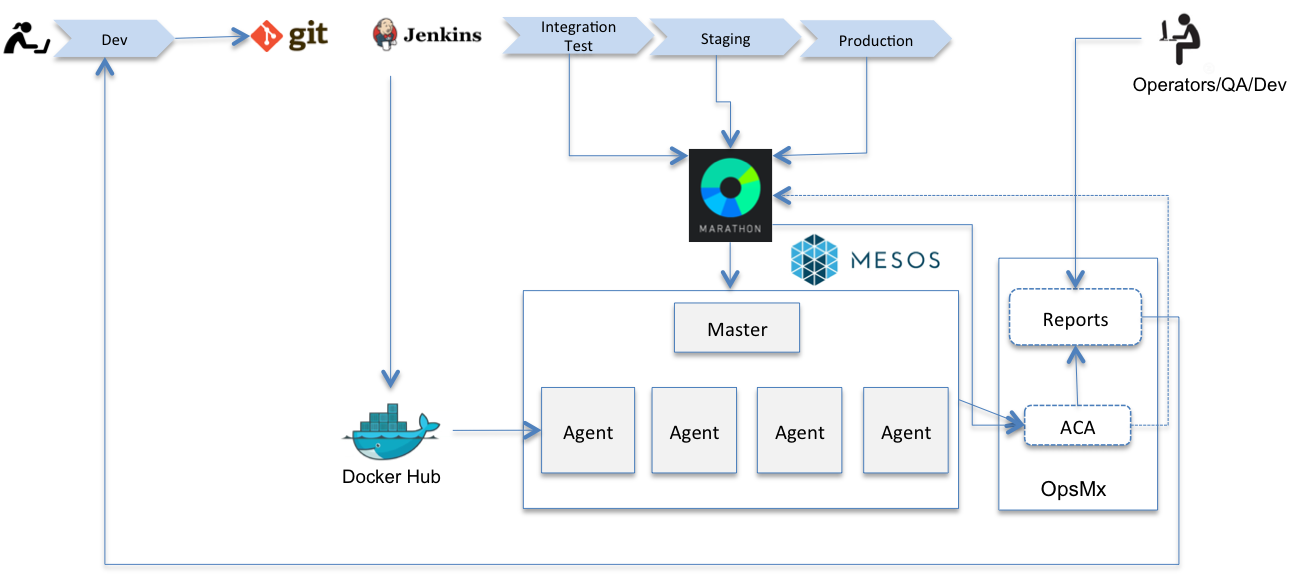 Dev
git
Jenkins
Integration
Test
Staging
Production
Operators/QA/Dev
MARATHON
MESOS
Master
Reports
Agent
Agent
Agent
Agent
ACA
Docker Hub
OpsMx